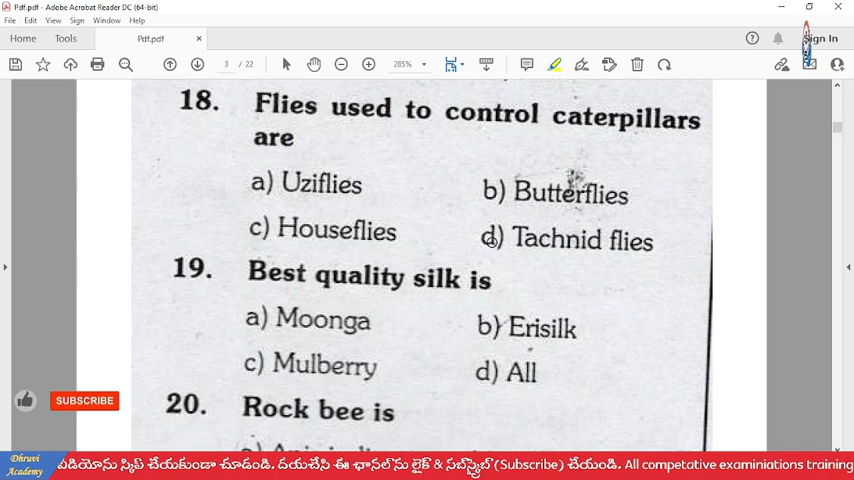 Pdf.pdf - Adobe Acrobat Reader DC (64-bit)
File Edit View Sign Window Help
Home Tools Pdf.pdf × Sign In
3 / 22 285%
18. Flies used to control caterpillars
are
a) Uziflies b) Butterflies
c) Houseflies d) Tachnid flies
19. Best quality silk is
a) Moonga b) Erisilk
c) Mulberry d) All
20. Rock bee is
SUBSCRIBE
Dhruvi
Academy
వీడియోను స్కిప్ చేయకుండా చూడండి. దయచేసి ఈ ఛానల్‌ను లైక్ & సబ్‌స్క్రైబ్ (Subscribe) చేయండి. All competative examiniations training